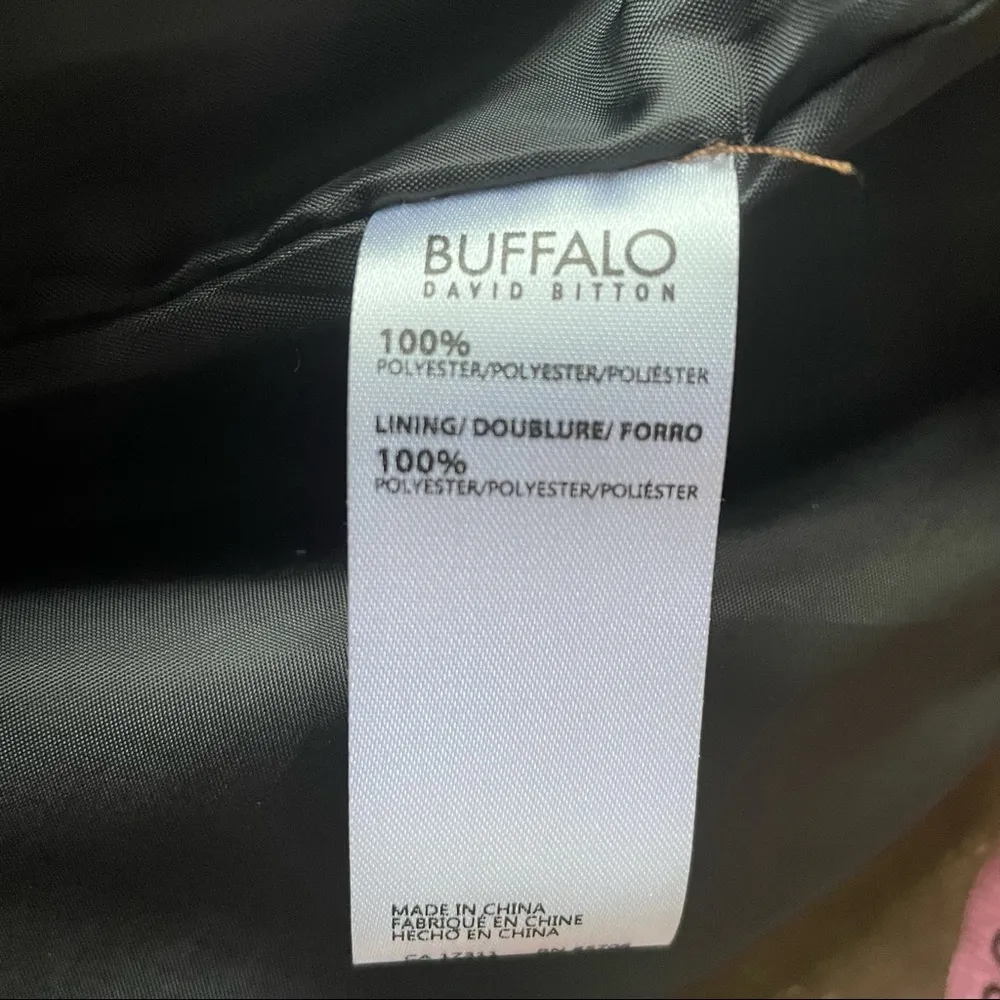 BUFFALO
DAVID BITTON
100%
POLYESTER/POLYESTER/POLIÉSTER
LINING/ DOUBLURE/ FORRO
100%
POLYESTER/POLYESTER/POLIÉSTER
MADE IN CHINA
FABRIQUÉ EN CHINE
HECHO EN CHINA
CA